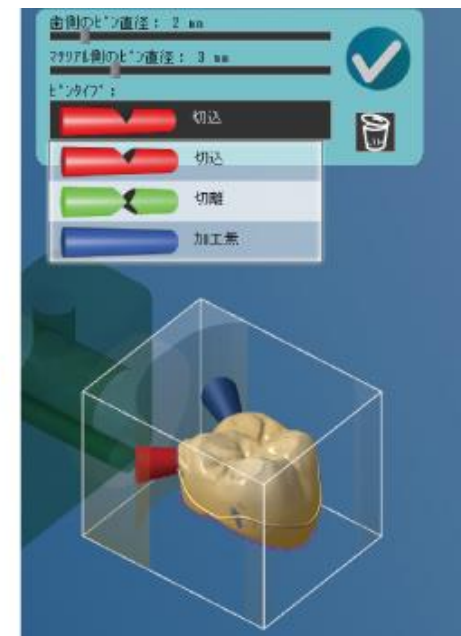 歯側のピン直径： 2 mm
マテリアル側のピン直径： 3 mm
ピンタイプ：
切込
切込
切離
加工無